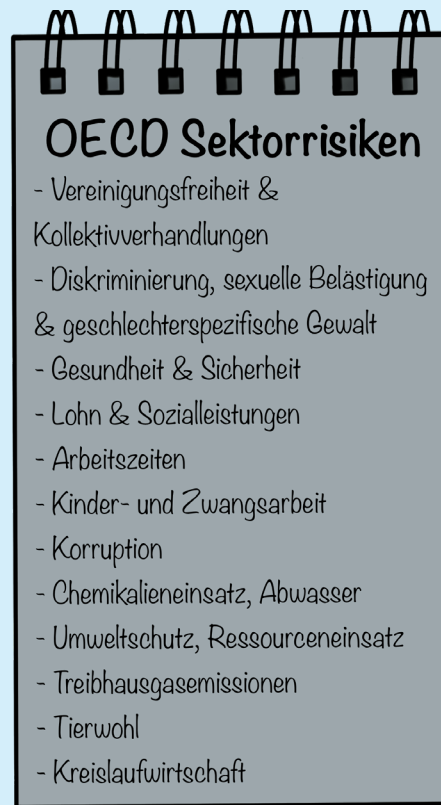 OECD Sektorrisiken
- Vereinigungsfreiheit &
Kollektivverhandlungen
- Diskriminierung, sexuelle Belästigung
& geschlechterspezifische Gewalt
- Gesundheit & Sicherheit
- Lohn & Sozialleistungen
- Arbeitszeiten
- Kinder- und Zwangsarbeit
- Korruption
- Chemikalieneinsatz, Abwasser
- Umweltschutz, Ressourceneinsatz
- Treibhausgasemissionen
- Tierwohl
- Kreislaufwirtschaft